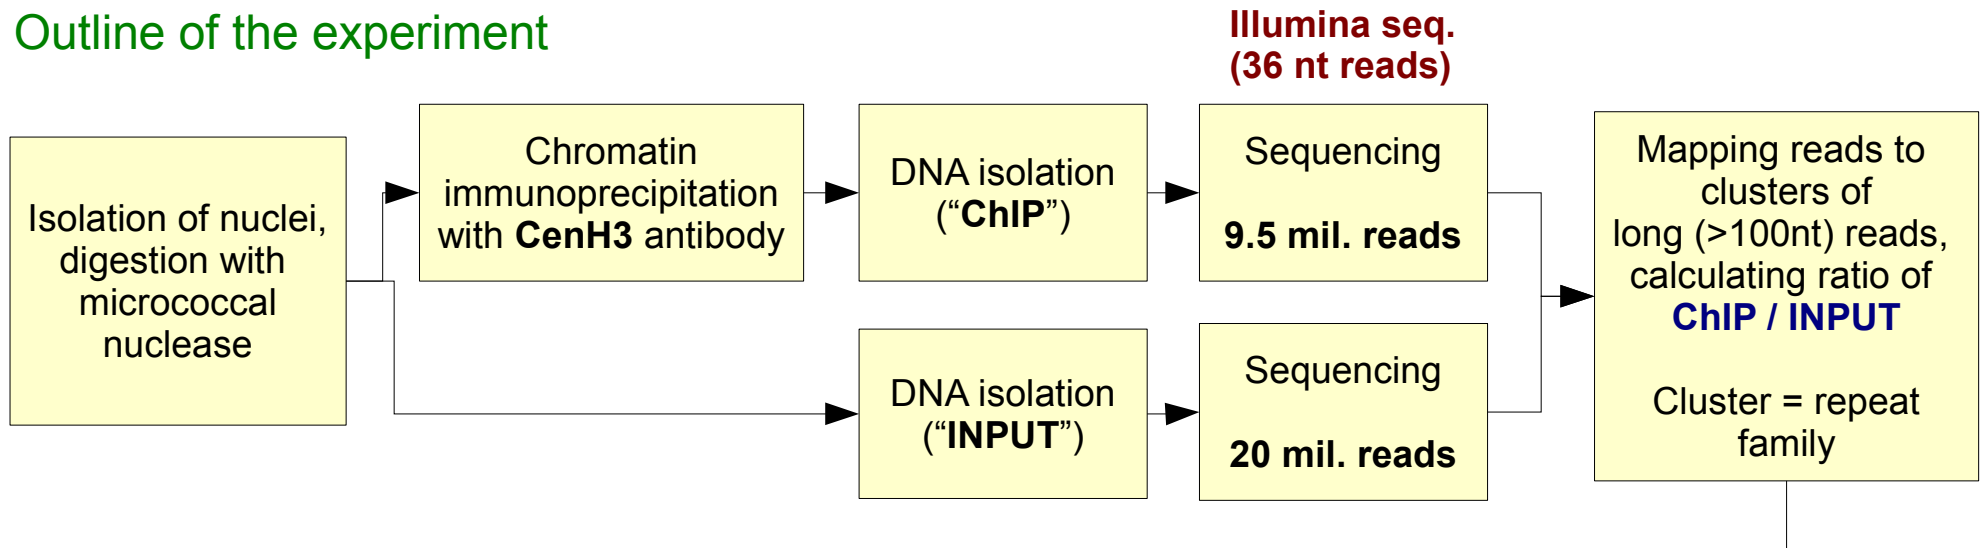 Outline of the experiment
Illumina seq.
(36 nt reads)
Isolation of nuclei,
digestion with
micrococcal
nuclease
Chromatin
immunoprecipitation
with CenH3 antibody
DNA isolation
(“ChIP”)
Sequencing
9.5 mil. reads
DNA isolation
(“INPUT”)
Sequencing
20 mil. reads
Mapping reads to
clusters of
long (>100nt) reads,
calculating ratio of
ChIP / INPUT
Cluster = repeat
family